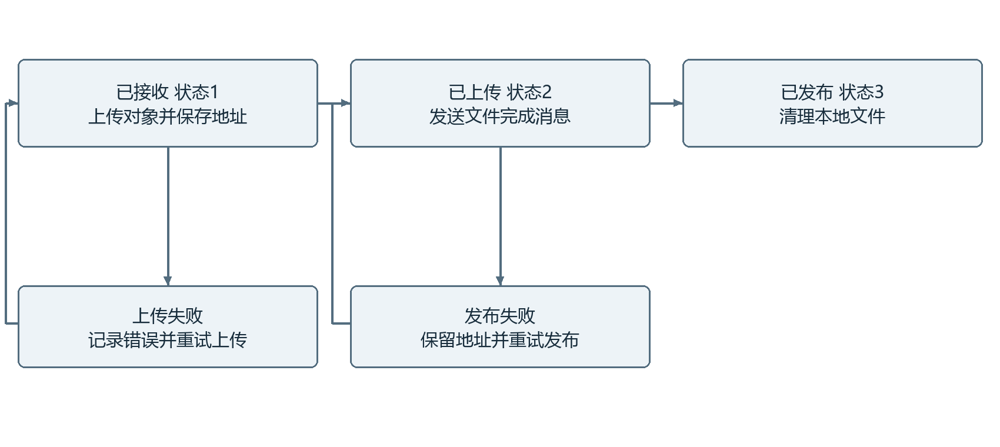 已接收 状态1
上传对象并保存地址
已上传 状态2
发送文件完成消息
已发布 状态3
清理本地文件
上传失败
记录错误并重试上传
发布失败
保留地址并重试发布